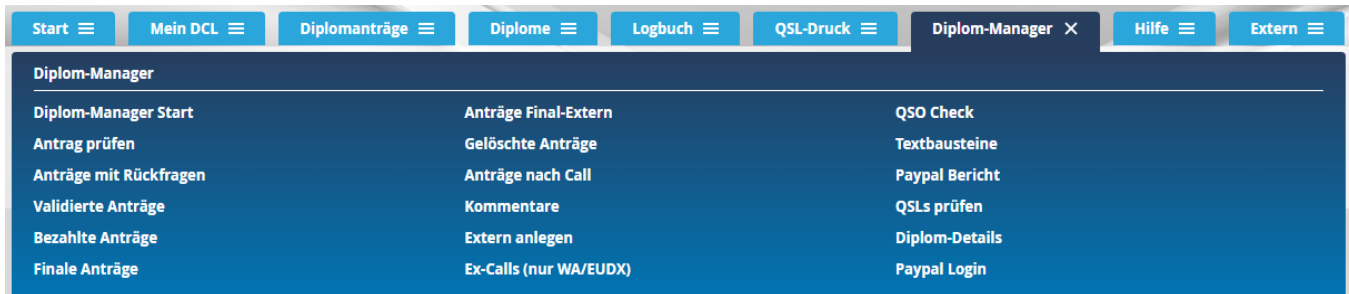 Start Mein DCL Diplomanträge Diplome Logbuch QSL-Druck Diplom-Manager Hilfe Extern
Diplom-Manager
Diplom-Manager Start Anträge Final-Extern QSO Check
Antrag prüfen Gelöschte Anträge Textbausteine
Anträge mit Rückfragen Anträge nach Call Paypal Bericht
Validierte Anträge Kommentare QSLs prüfen
Bezahlte Anträge Extern anlegen Diplom-Details
Finale Anträge Ex-Calls (nur WA/EUDX) Paypal Login